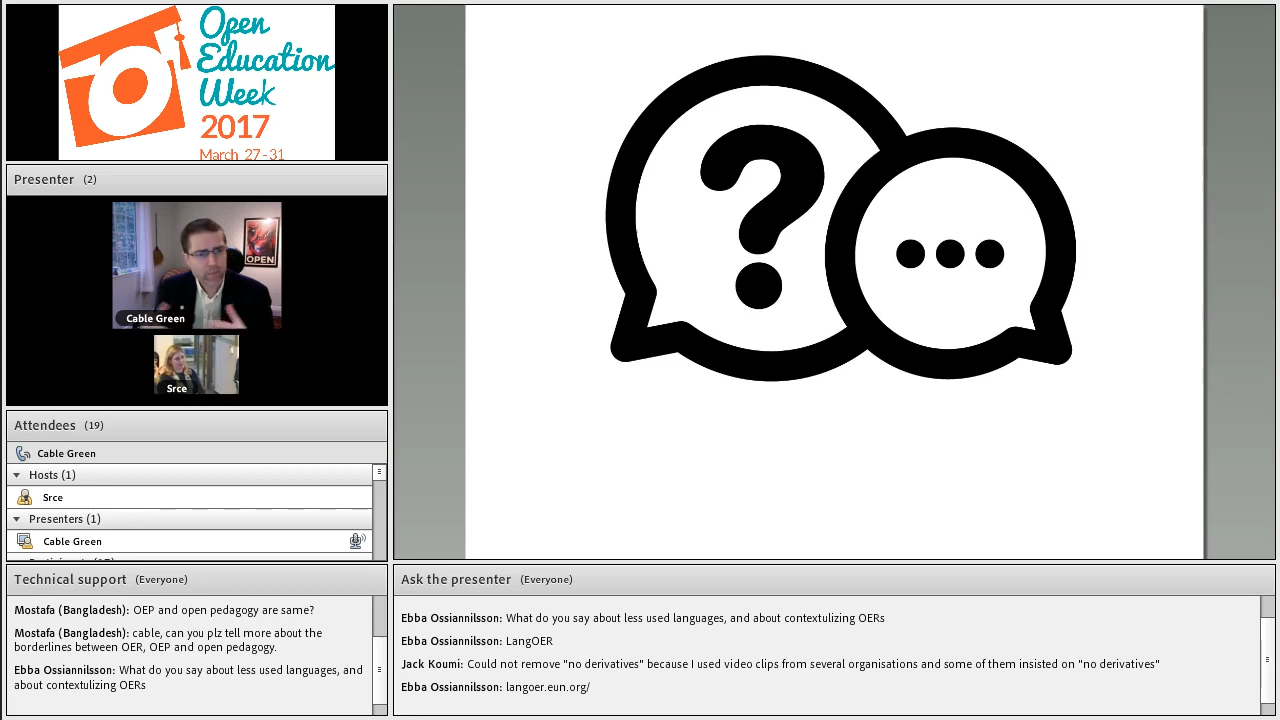 Open
Education
Week
2017
March 27-31
Presenter (2)
OPEN
Cable Green
Srce
Attendees (19)
Cable Green
Hosts (1)
Srce
Presenters (1)
Cable Green
Technical support (Everyone)
Mostafa (Bangladesh): OEP and open pedagogy are same?
Mostafa (Bangladesh): cable, can you plz tell more about the
borderlines between OER, OEP and open pedagogy.
Ebba Ossiannilsson: What do you say about less used languages, and
about contextulizing OERs
Ask the presenter (Everyone)
Ebba Ossiannilsson: What do you say about less used languages, and about contextulizing OERs
Ebba Ossiannilsson: LangOER
Jack Koumi: Could not remove "no derivatives" because I used video clips from several organisations and some of them insisted on "no derivatives"
Ebba Ossiannilsson: langoer.eun.org/